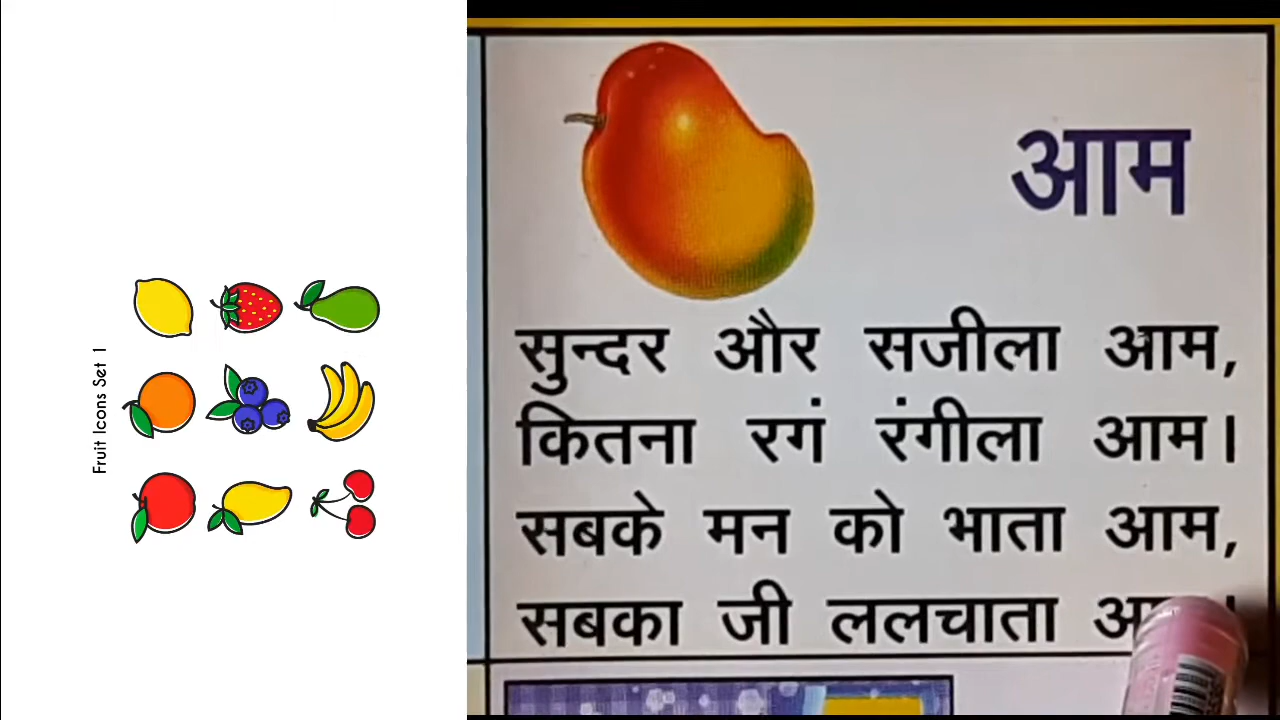 Fruit Icons Set 1
आम
सुन्दर और सजीला आम,
कितना रगं रंगीला आम।
सबके मन को भाता आम,
सबका जी ललचाता